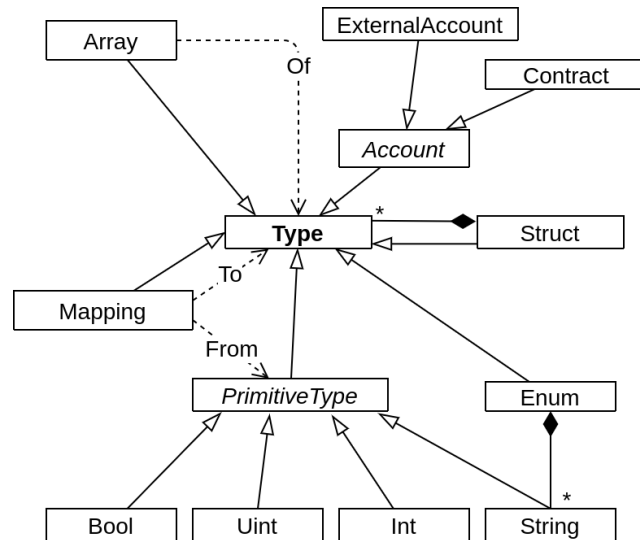 ExternalAccount
Array
Of
Contract
Account
*
Type
Struct
To
Mapping
From
PrimitiveType
Enum
*
Bool
Uint
Int
String